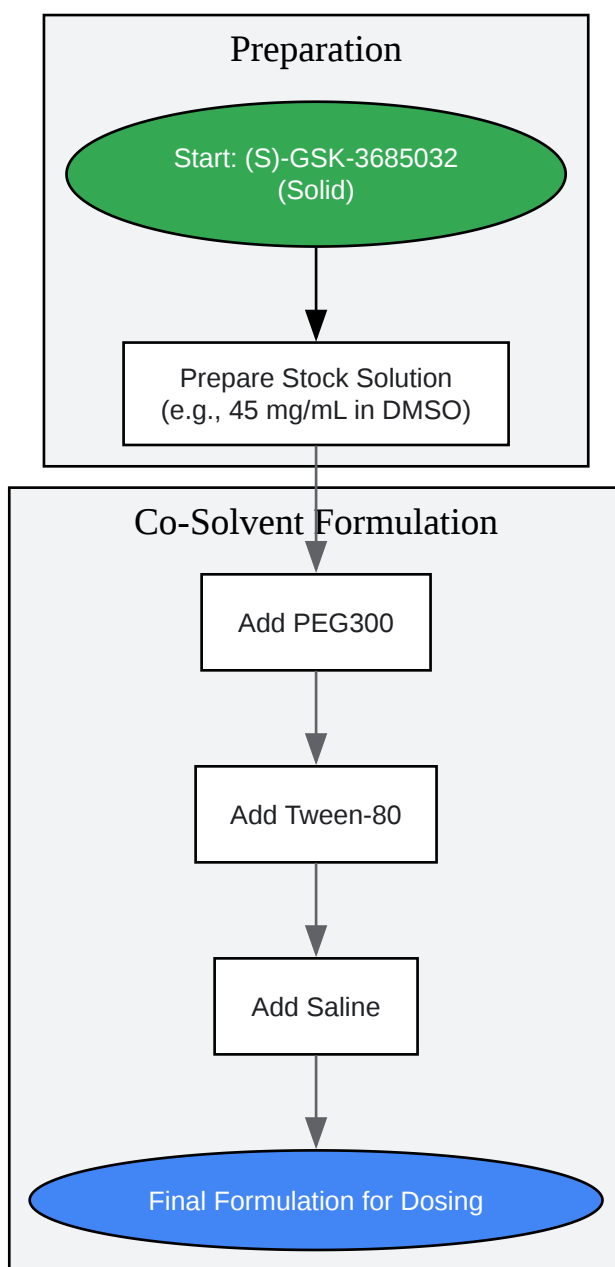 Preparation
Start: (S)-GSK-3685032
(Solid)
Prepare Stock Solution
(e.g., 45 mg/mL in DMSO)
Co-Solvent Formulation
Add PEG300
Add Tween-80
Add Saline
Final Formulation for Dosing